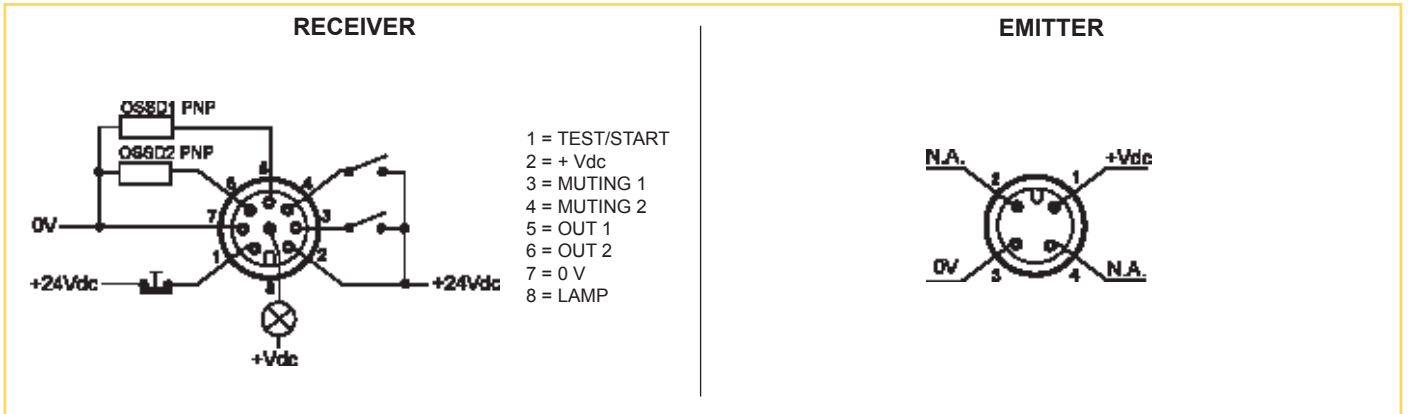 RECEIVER
OSSD1 PNP
OSSD2 PNP
5
6
4
7
3
0V
1
2
+24Vdc
+24Vdc
8
+Vdc
1 = TEST/START
2 = + Vdc
3 = MUTING 1
4 = MUTING 2
5 = OUT 1
6 = OUT 2
7 = 0 V
8 = LAMP
EMITTER
N.A.
+Vdc
2
1
0V
3
4
N.A.